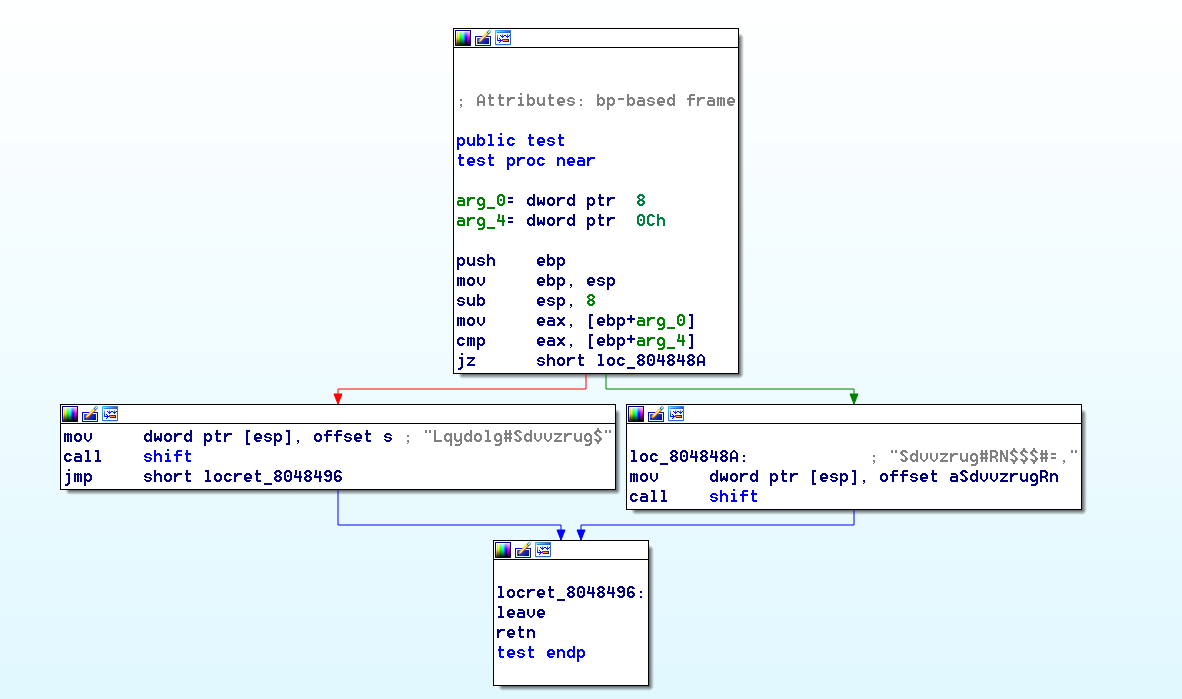 ; Attributes: bp-based frame
public test
test proc near
arg_0= dword ptr  8
arg_4= dword ptr  0Ch
push    ebp
mov     ebp, esp
sub     esp, 8
mov     eax, [ebp+arg_0]
cmp     eax, [ebp+arg_4]
jz      short loc_804848A
mov     dword ptr [esp], offset s ; "Lqydolg#Sdvvzrug$"
call    shift
jmp     short locret_8048496
loc_804848A:            ; "Sdvvzrug#RN$$$#=,"
mov     dword ptr [esp], offset aSdvvzrugRn
call    shift
locret_8048496:
leave
retn
test endp